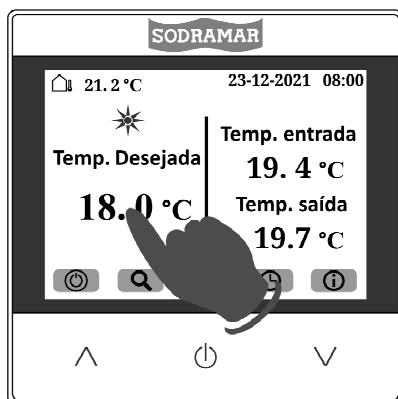 SODRAMAR
21.2 °C
23-12-2021 08:00
Temp. Desejada
18.0 °C
Temp. entrada
19.4 °C
Temp. saída
19.7 °C